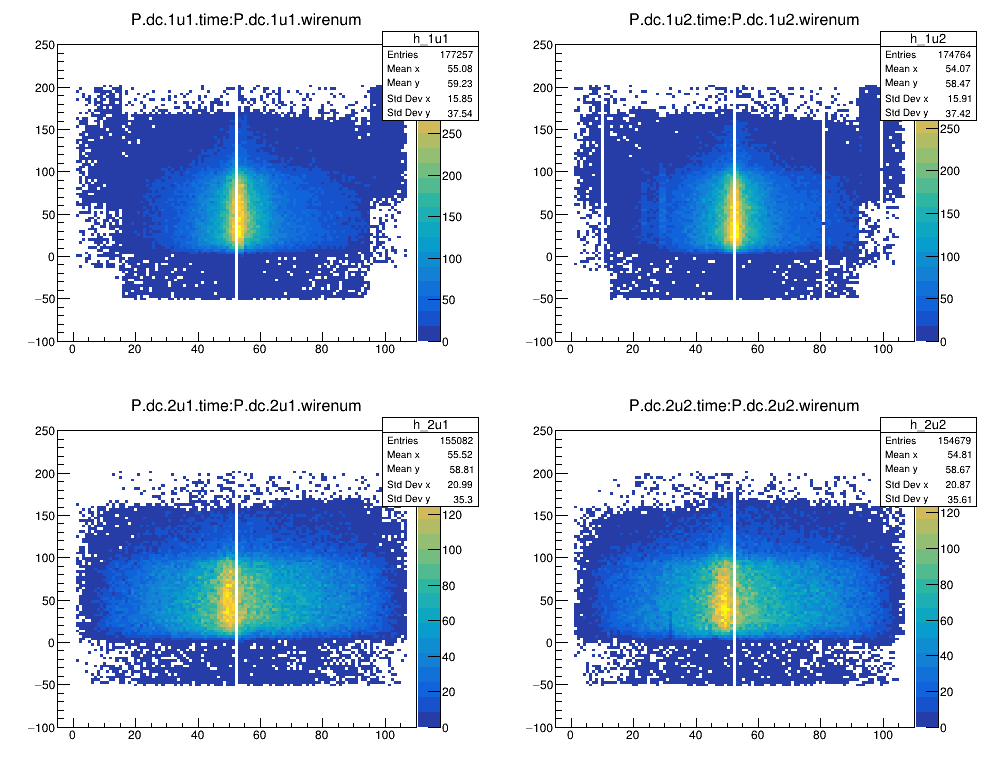 P.dc.1u1.time:P.dc.1u1.wirenum
h_1u1
Entries 177257
Mean x 55.08
Mean y 59.23
Std Dev x 15.85
Std Dev y 37.54
250
200
150
100
50
0
−50
−100
0 20 40 60 80 100
250
200
150
100
50
0
P.dc.1u2.time:P.dc.1u2.wirenum
h_1u2
Entries 174764
Mean x 54.07
Mean y 58.47
Std Dev x 15.91
Std Dev y 37.42
250
200
150
100
50
0
−50
−100
0 20 40 60 80 100
250
200
150
100
50
0
P.dc.2u1.time:P.dc.2u1.wirenum
h_2u1
Entries 155082
Mean x 55.52
Mean y 58.81
Std Dev x 20.99
Std Dev y 35.3
250
200
150
100
50
0
−50
−100
0 20 40 60 80 100
120
100
80
60
40
20
0
P.dc.2u2.time:P.dc.2u2.wirenum
h_2u2
Entries 154679
Mean x 54.81
Mean y 58.67
Std Dev x 20.87
Std Dev y 35.61
250
200
150
100
50
0
−50
−100
0 20 40 60 80 100
120
100
80
60
40
20
0